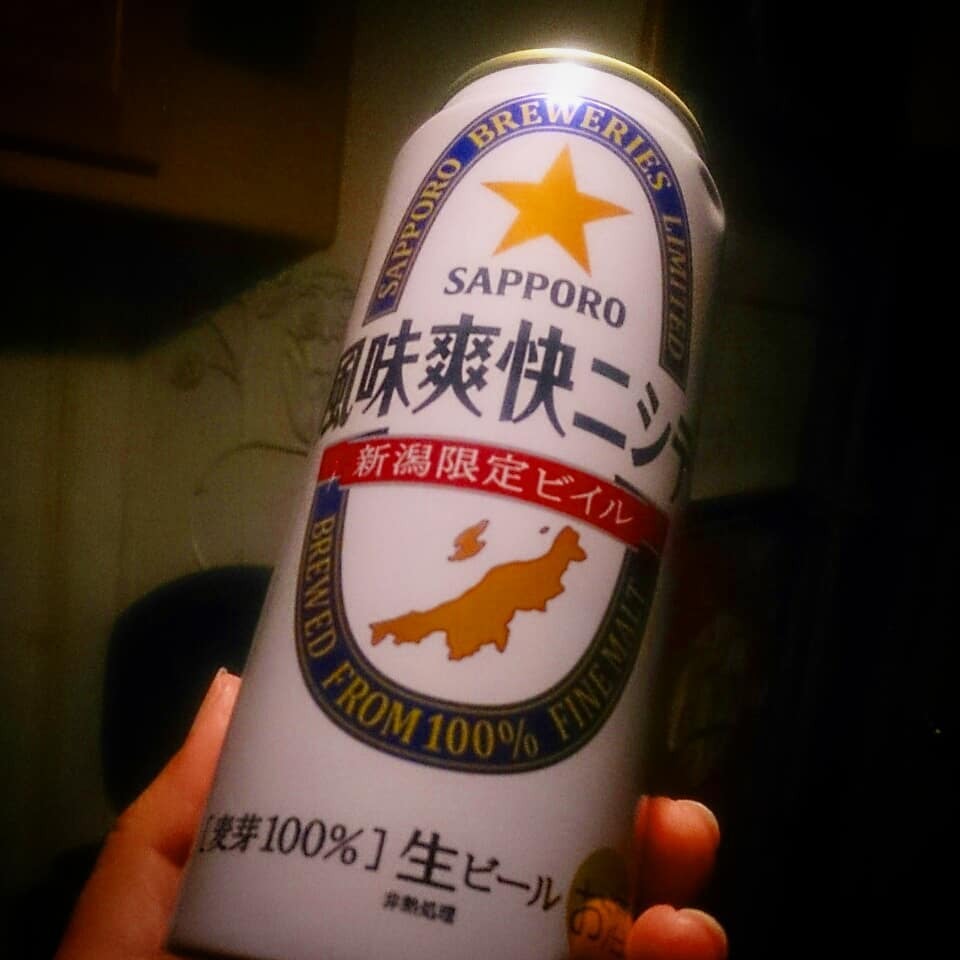 SAPPORO BREWERIES LIMITED
SAPPORO
風味爽快ニシテ
新潟限定ビイル
BREWED FROM 100% FINE MALT
[麦芽100%]生ビール
非熱処理
お